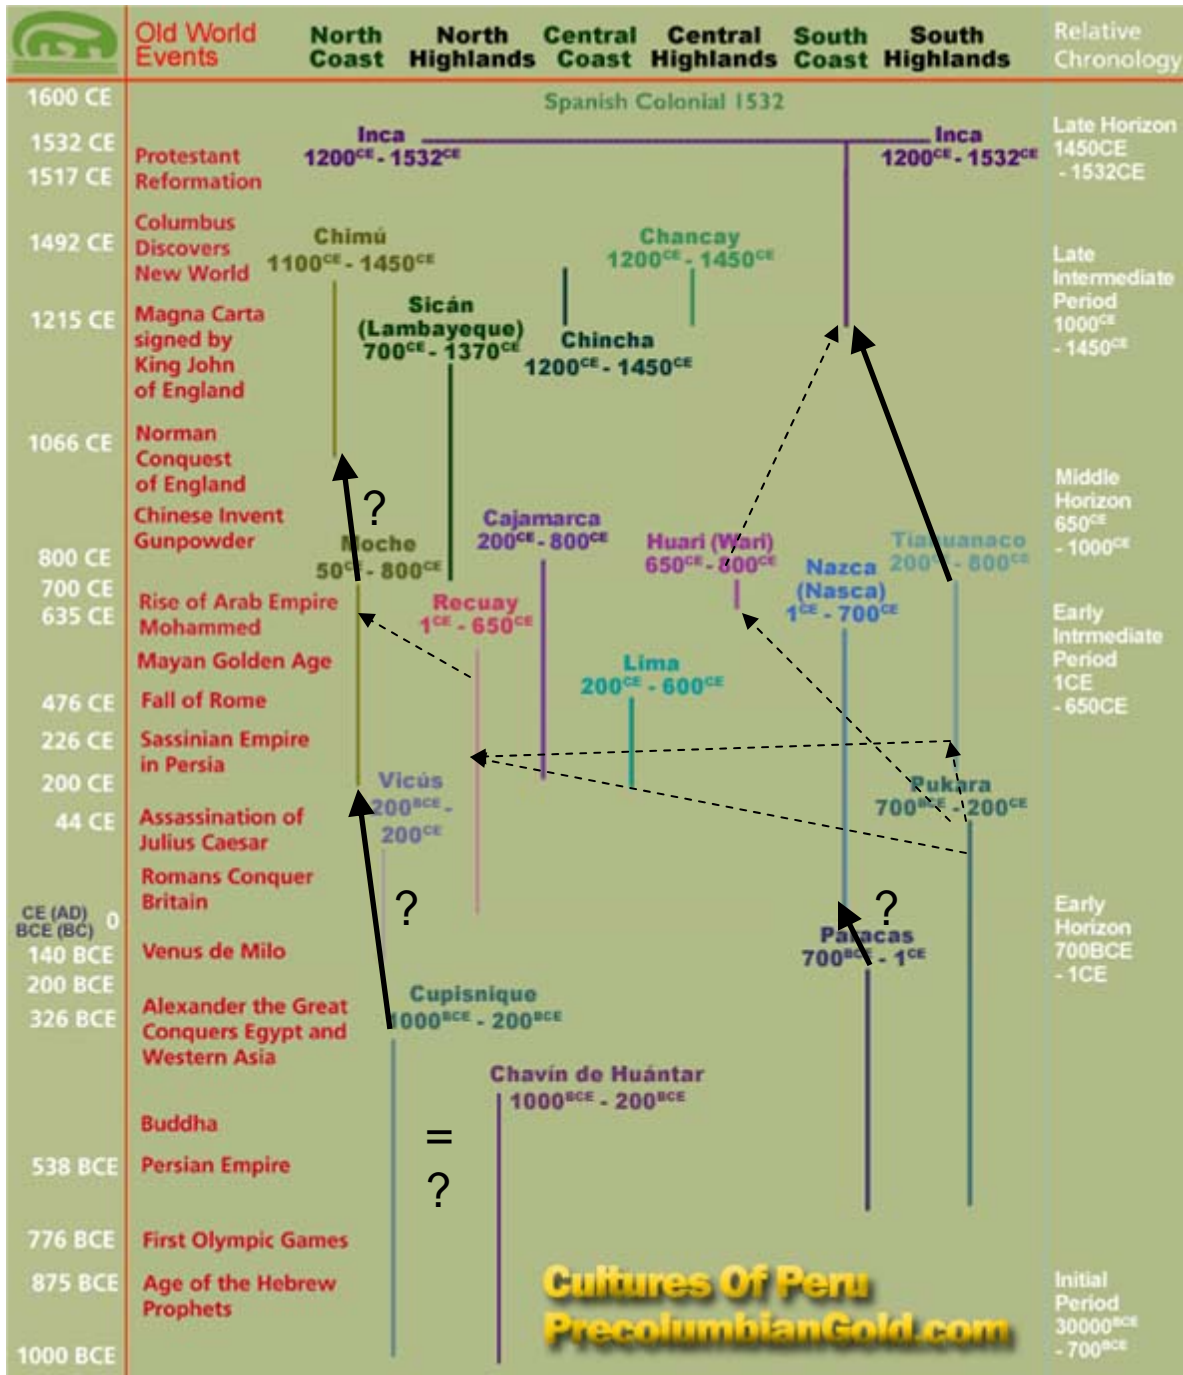 Old World
Events
North
Coast
North
Highlands
Central
Coast
Central
Highlands
South
Coast
South
Highlands
Relative
Chronology
1600 CE
Spanish Colonial 1532
1532 CE
Inca
1200CE - 1532CE
Inca
1200CE - 1532CE
Late Horizon
1450CE
- 1532CE
1517 CE
Protestant
Reformation
1492 CE
Columbus
Discovers
New World
Chimú
1100CE - 1450CE
Chancay
1200CE - 1450CE
Late
Intermediate
Period
1000CE
- 1450CE
1215 CE
Magna Carta
signed by
King John
of England
Sicán
(Lambayeque)
700CE - 1370CE
Chincha
1200CE - 1450CE
1066 CE
Norman
Conquest
of England
Middle
Horizon
650CE
- 1000CE
?
Chinese Invent
Gunpowder
800 CE
Moche
50CE - 800CE
Cajamarca
200CE - 800CE
Huari (Wari)
650CE - 800CE
Nazca
(Nasca)
1CE - 700CE
Tiahuanaco
200CE - 800CE
700 CE
635 CE
Rise of Arab Empire
Mohammed
Recuay
1CE - 650CE
Early
Intrmediate
Period
1CE
- 650CE
Mayan Golden Age
Lima
200CE - 600CE
476 CE
Fall of Rome
226 CE
Sassinian Empire
in Persia
200 CE
Vicús
200BCE -
200CE
Pukara
700BCE - 200CE
44 CE
Assassination of
Julius Caesar
Romans Conquer
Britain
?
?
CE (AD)
BCE (BC)
0
Early
Horizon
700BCE
- 1CE
140 BCE
Venus de Milo
Paracas
700BCE - 1CE
200 BCE
326 BCE
Alexander the Great
Conquers Egypt and
Western Asia
Cupisnique
1000BCE - 200BCE
Chavín de Huántar
1000BCE - 200BCE
Buddha
=
?
538 BCE
Persian Empire
776 BCE
First Olympic Games
875 BCE
Age of the Hebrew
Prophets
Cultures Of Peru
PrecolumbianGold.com
Initial
Period
30000BCE
- 700BCE
1000 BCE